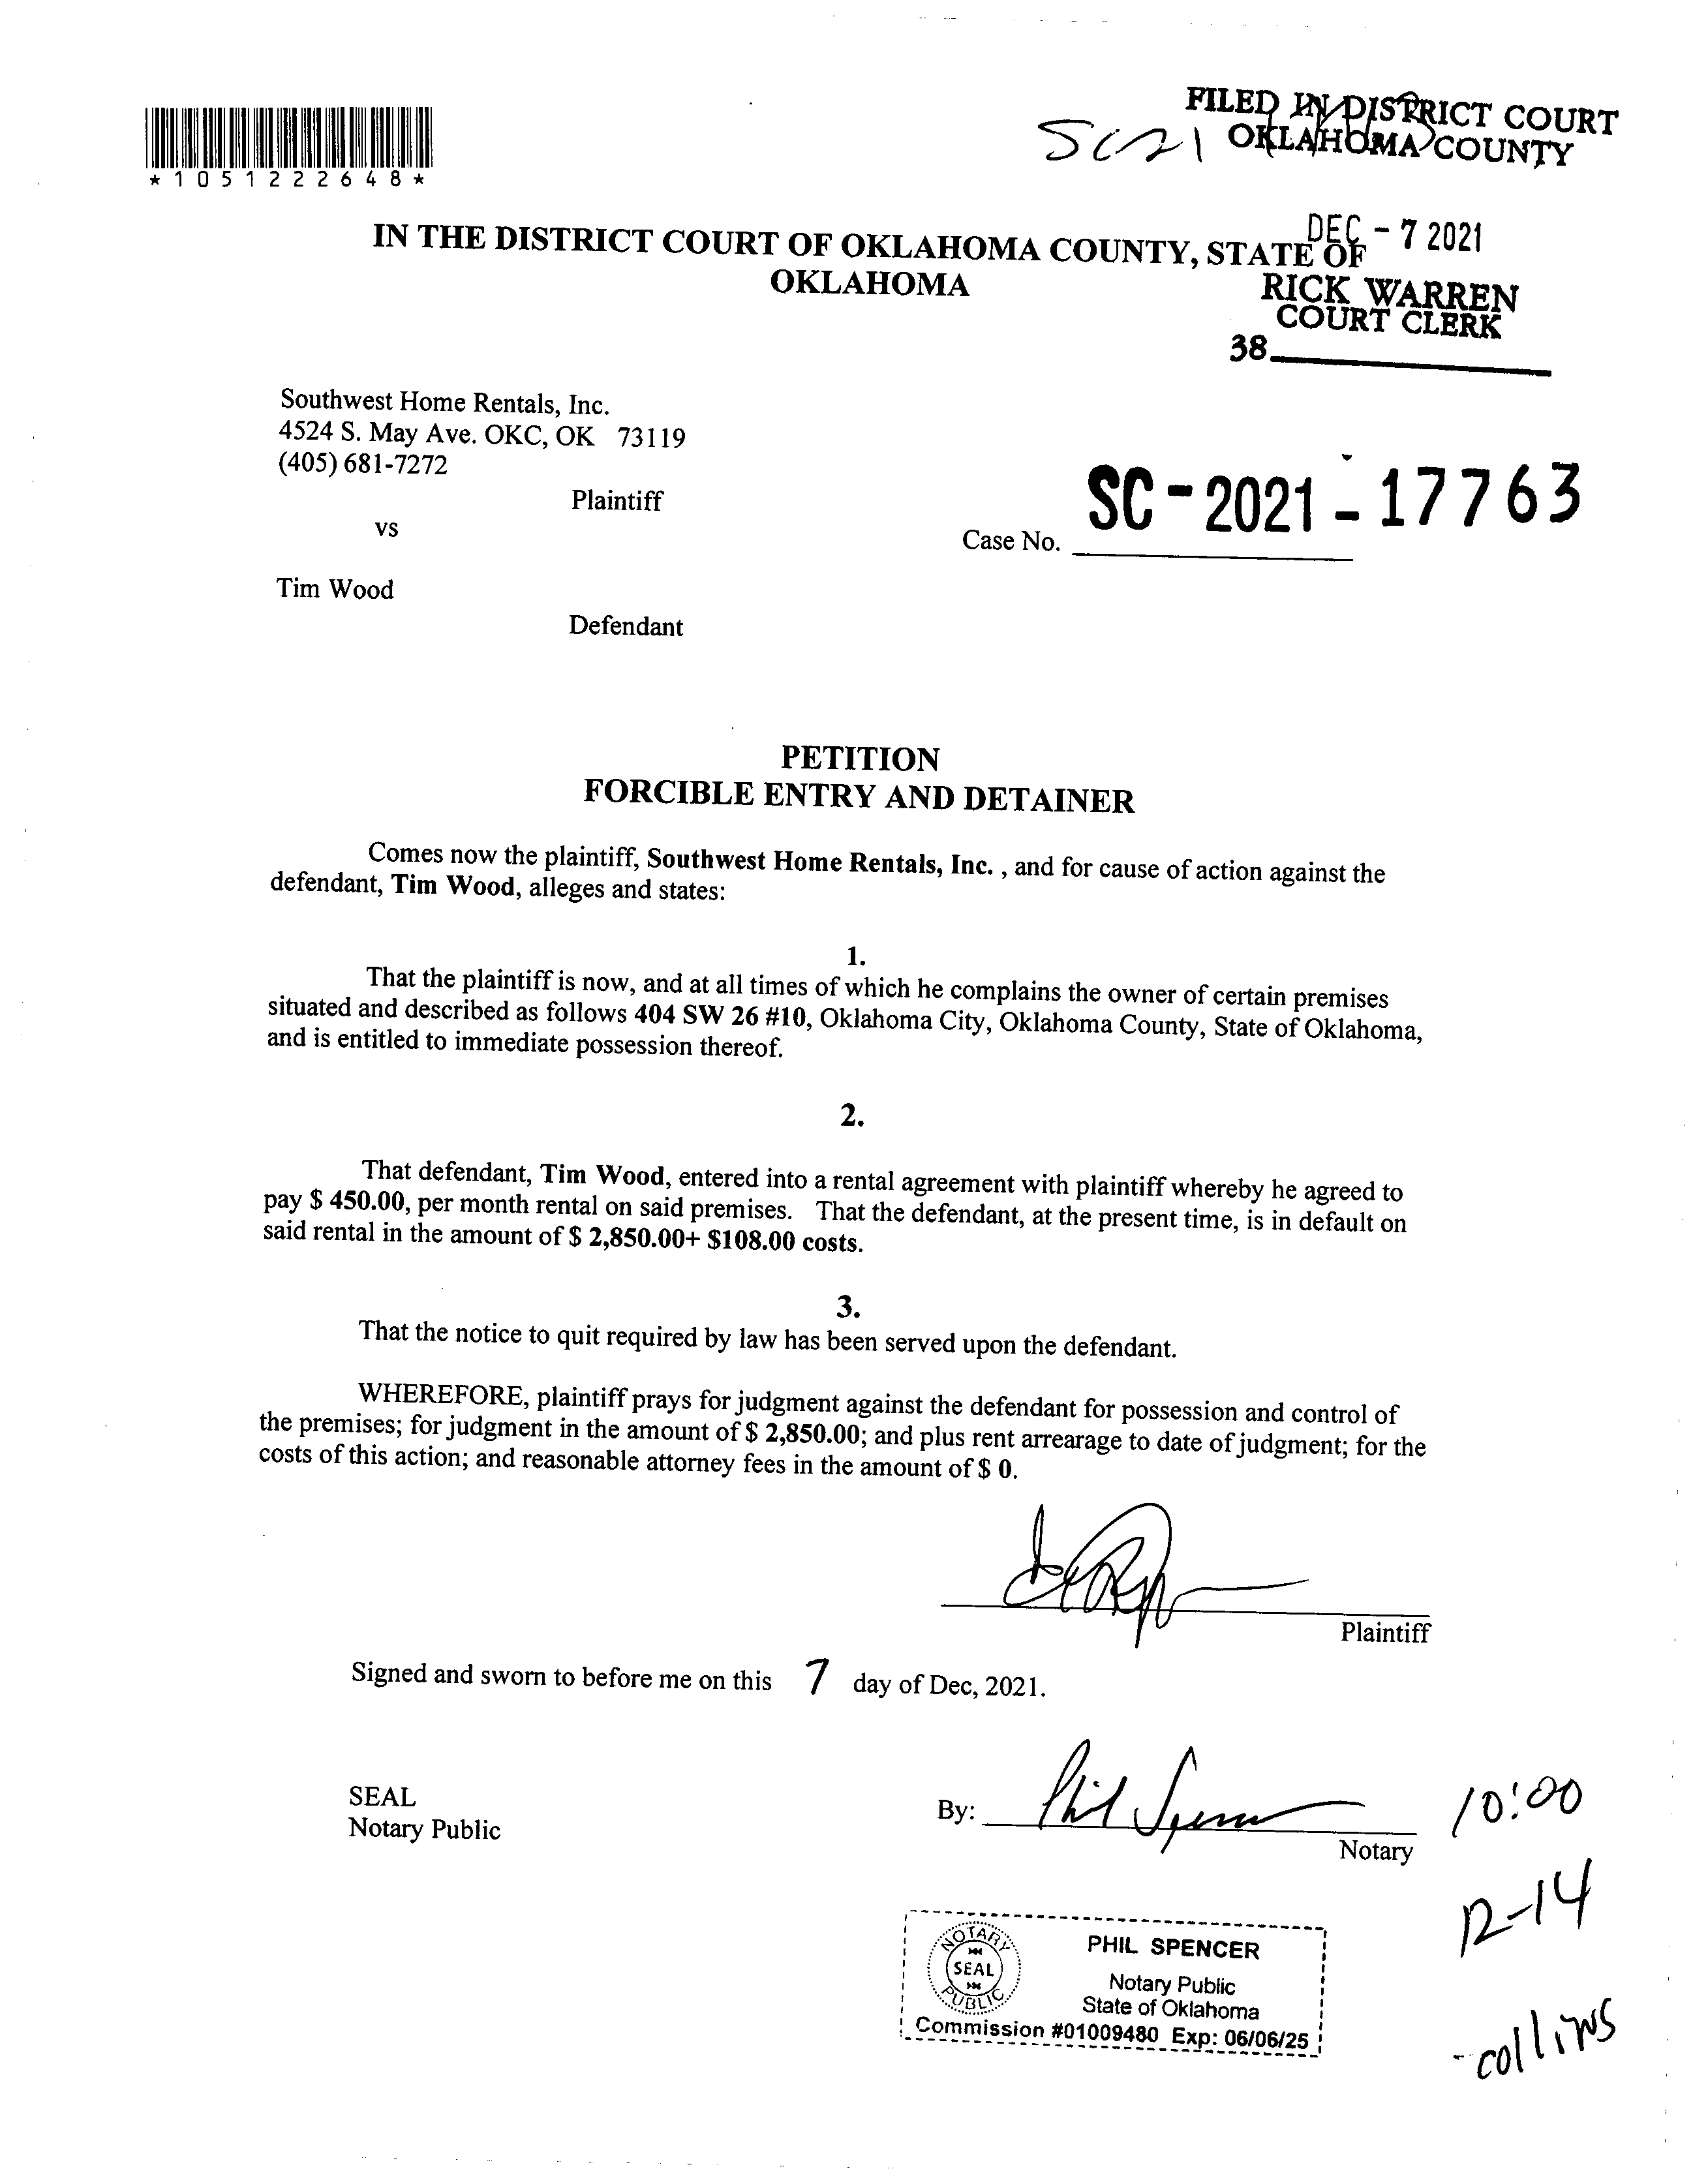 FILED IN DISTRICT COURT
OKLAHOMA COUNTY
SC21
*1051222648*
DEC - 7 2021
IN THE DISTRICT COURT OF OKLAHOMA COUNTY, STATE OF
OKLAHOMA
RICK WARREN
COURT CLERK
38
Southwest Home Rentals, Inc.
4524 S. May Ave. OKC, OK 73119
(405) 681-7272
Plaintiff
vs
SC-2021-17763
Case No.
Tim Wood
Defendant
PETITION
FORCIBLE ENTRY AND DETAINER
Comes now the plaintiff, Southwest Home Rentals, Inc. , and for cause of action against the
defendant, Tim Wood, alleges and states:
1.
That the plaintiff is now, and at all times of which he complains the owner of certain premises
situated and described as follows 404 SW 26 #10, Oklahoma City, Oklahoma County, State of Oklahoma,
and is entitled to immediate possession thereof.
2.
That defendant, Tim Wood, entered into a rental agreement with plaintiff whereby he agreed to
pay $ 450.00, per month rental on said premises. That the defendant, at the present time, is in default on
said rental in the amount of $ 2,850.00+ $108.00 costs.
3.
That the notice to quit required by law has been served upon the defendant.
WHEREFORE, plaintiff prays for judgment against the defendant for possession and control of
the premises; for judgment in the amount of $ 2,850.00; and plus rent arrearage to date of judgment; for the
costs of this action; and reasonable attorney fees in the amount of $ 0.
Plaintiff
Signed and sworn to before me on this 7 day of Dec, 2021.
SEAL
Notary Public
By: Phil Spencer
Notary
10:00
12-14
-collins
NOTARY
SEAL
PUBLIC
PHIL SPENCER
Notary Public
State of Oklahoma
Commission #01009480 Exp: 06/06/25